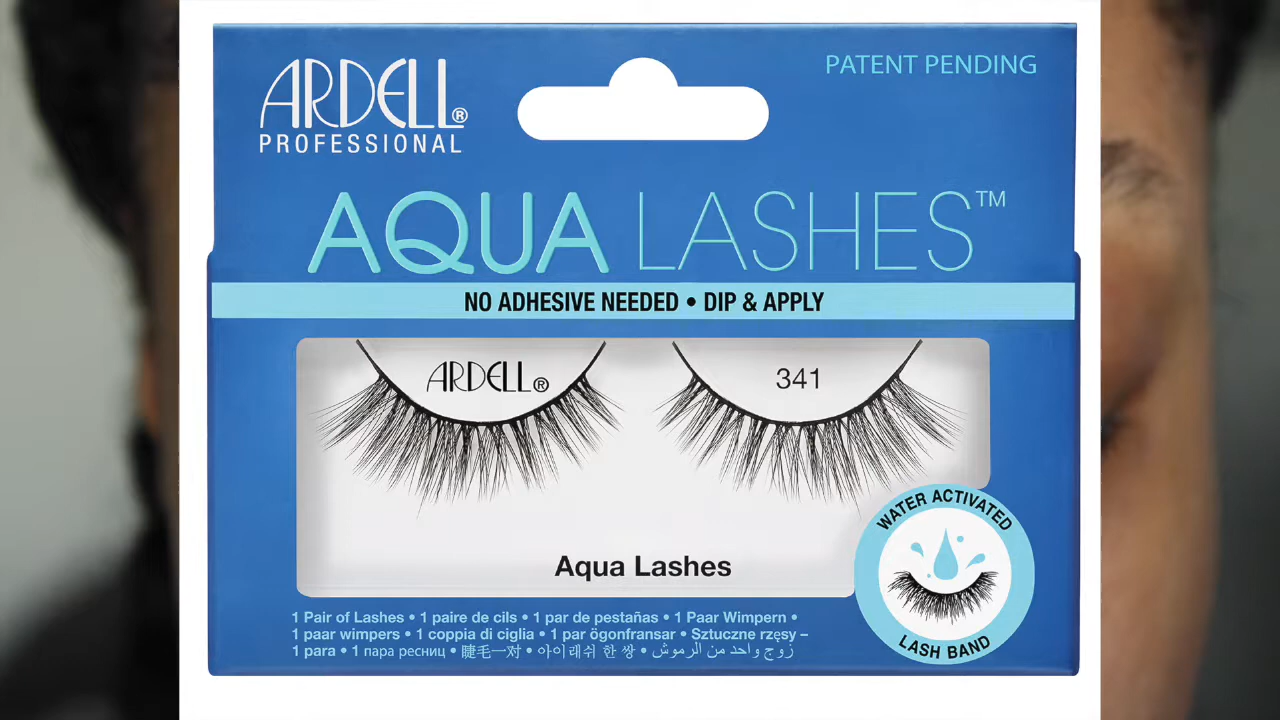 ARDELL®
PROFESSIONAL
PATENT PENDING
AQUA LASHES™
NO ADHESIVE NEEDED • DIP & APPLY
ARDELL®
341
WATER ACTIVATED
LASH BAND
Aqua Lashes
1 Pair of Lashes • 1 paire de cils • 1 par de pestañas • 1 Paar Wimpern •
1 paar wimpers • 1 coppia di ciglia • 1 par ögonfransar • Sztuczne rzęsy –
1 para • 1 пара ресниц • 睫毛一对 • 아이래쉬 한 쌍 • زوج واحد من الرموش